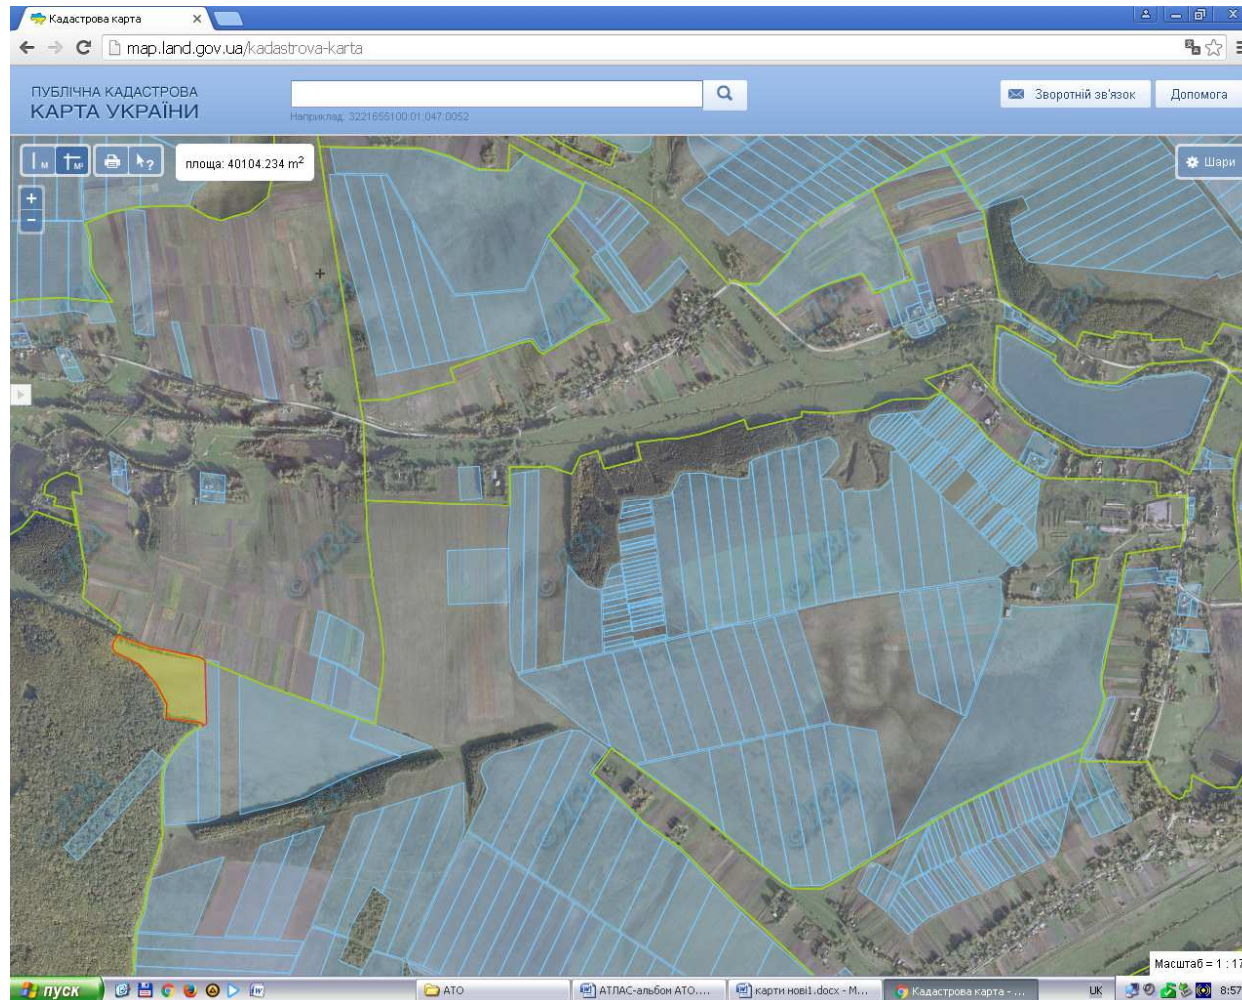 Кадастрова карта
map.land.gov.ua/kadastrova-karta
ПУБЛІЧНА КАДАСТРОВА
КАРТА УКРАЇНИ
Наприклад: 3221655100:01:047:0052
Зворотній зв'язок
Допомога
м
м²
?
площа: 40104.234 m²
Шари
+
−
© ДЗК
Масштаб = 1 : 17
пуск
АТО
АТЛАС-альбом АТО....
карти нові1.docx - М...
Кадастрова карта - ...
UK
8:57